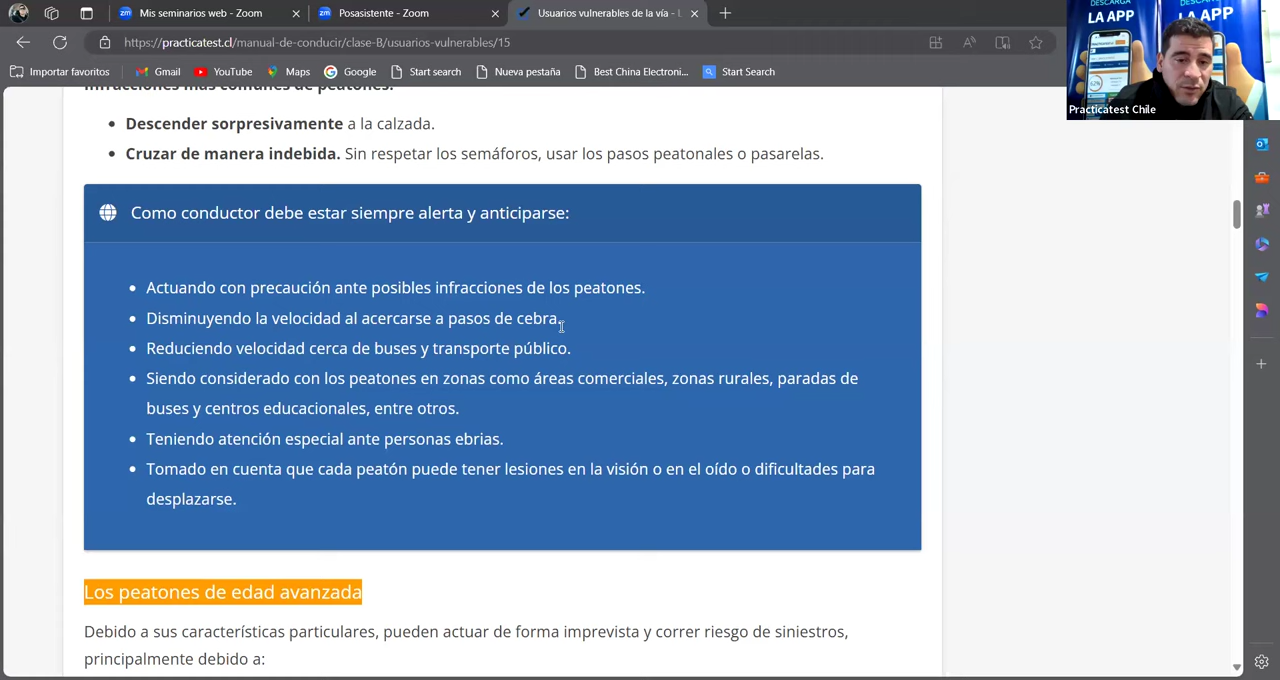 Mis seminarios web - Zoom
Posasistente - Zoom
Usuarios vulnerables de la vía - L
https://practicatest.cl/manual-de-conducir/clase-B/usuarios-vulnerables/15
Importar favoritos
Gmail
YouTube
Maps
Google
Start search
Nueva pestaña
Best China Electroni...
Start Search
DESCARGA
LA APP
LA APP
Practicatest Chile
Infracciones más comunes de peatones:
Descender sorpresivamente a la calzada.
Cruzar de manera indebida. Sin respetar los semáforos, usar los pasos peatonales o pasarelas.
Como conductor debe estar siempre alerta y anticiparse:
Actuando con precaución ante posibles infracciones de los peatones.
Disminuyendo la velocidad al acercarse a pasos de cebra.
Reduciendo velocidad cerca de buses y transporte público.
Siendo considerado con los peatones en zonas como áreas comerciales, zonas rurales, paradas de
buses y centros educacionales, entre otros.
Teniendo atención especial ante personas ebrias.
Tomado en cuenta que cada peatón puede tener lesiones en la visión o en el oído o dificultades para
desplazarse.
Los peatones de edad avanzada
Debido a sus características particulares, pueden actuar de forma imprevista y correr riesgo de siniestros,
principalmente debido a: